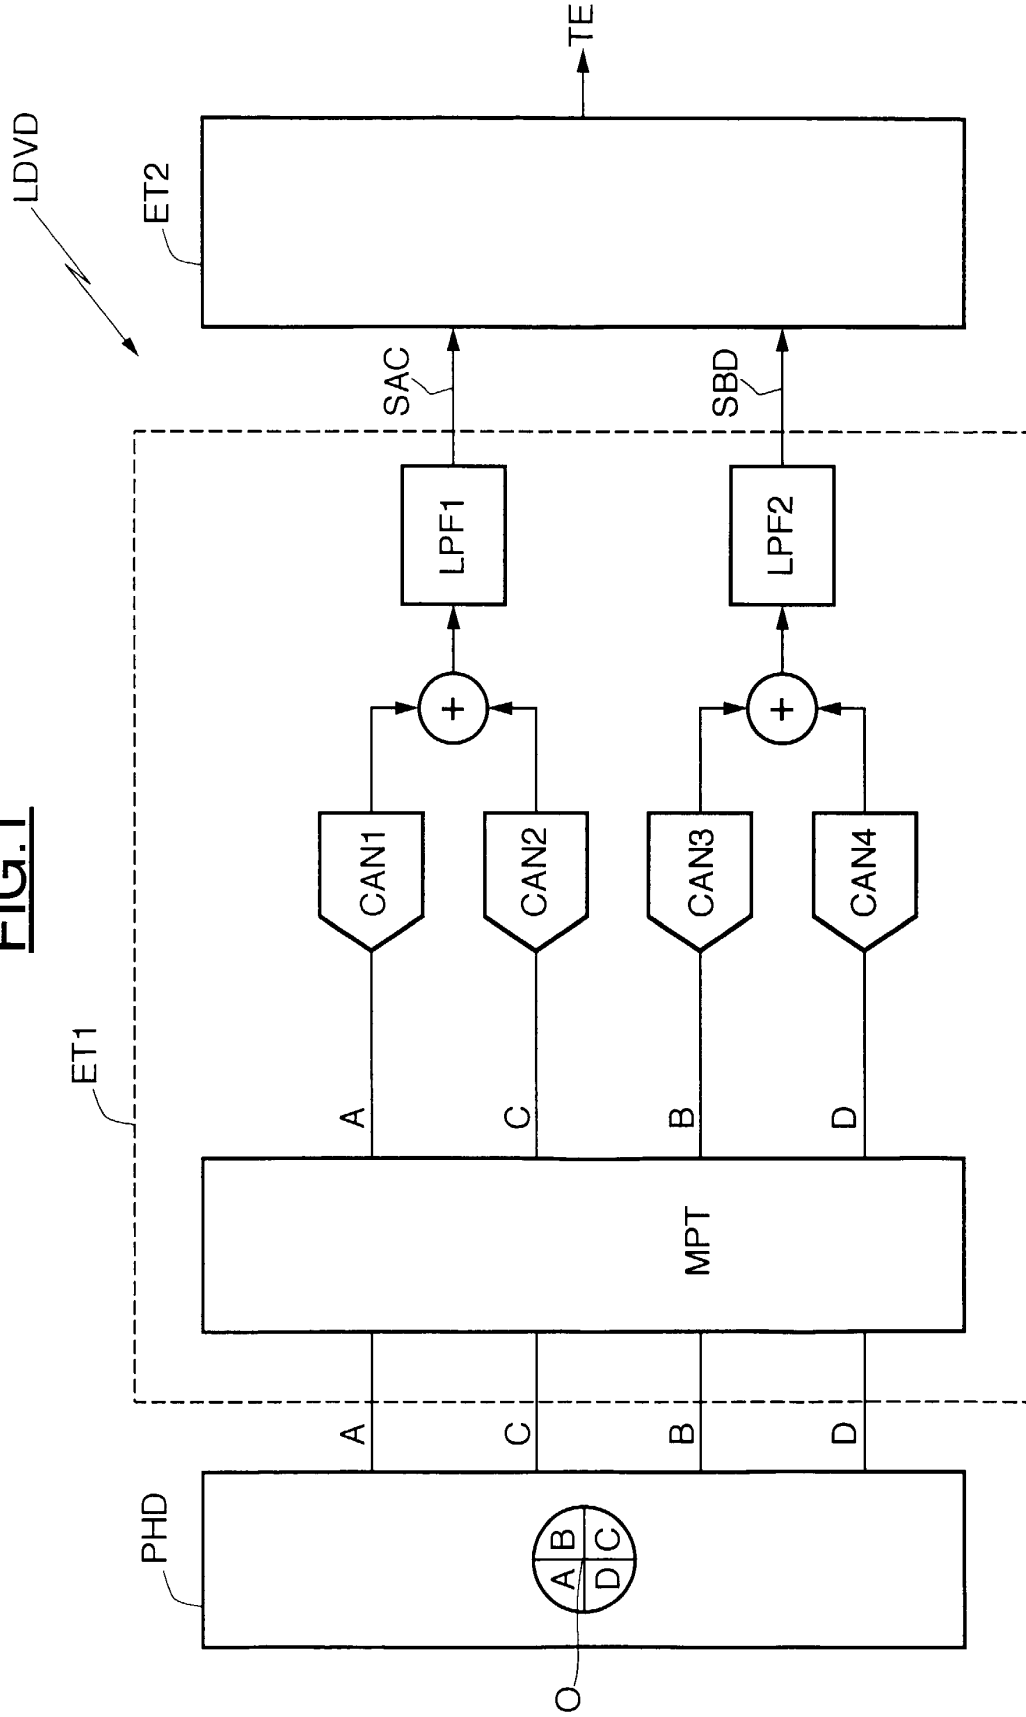 FIG.1
LDVD
ET1
ET2
PHD
O
A B
D C
A
C
B
D
MPT
A
C
B
D
CAN1
CAN2
CAN3
CAN4
+
+
LPF1
LPF2
SAC
SBD
TE